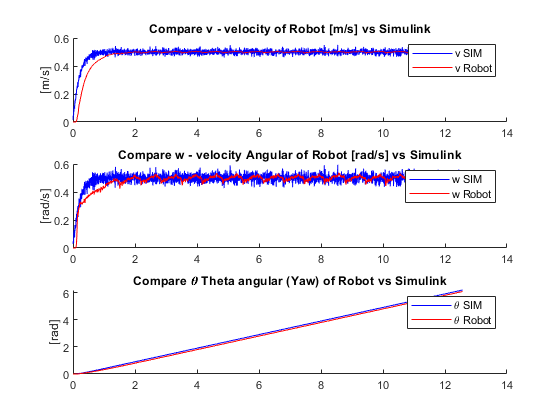 Compare v - velocity of Robot [m/s] vs Simulink
0.6
0.4
0.2
0
[m/s]
v SIM
v Robot
0 2 4 6 8 10 12 14
Compare w - velocity Angular of Robot [rad/s] vs Simulink
0.6
0.4
0.2
0
[rad/s]
w SIM
w Robot
0 2 4 6 8 10 12 14
Compare θ Theta angular (Yaw) of Robot vs Simulink
6
4
2
0
[rad]
θ SIM
θ Robot
0 2 4 6 8 10 12 14